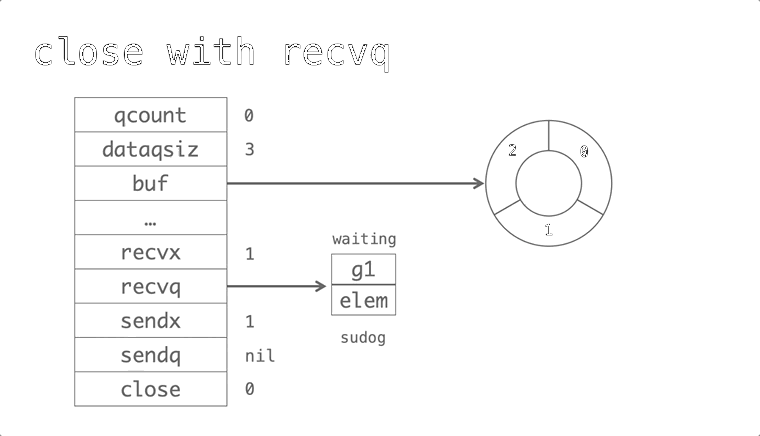 close with recvq
qcount 0
dataqsiz 3
buf
…
recvx 1
recvq
sendx 1
sendq nil
close 0
waiting
g1
elem
sudog
2 0
1